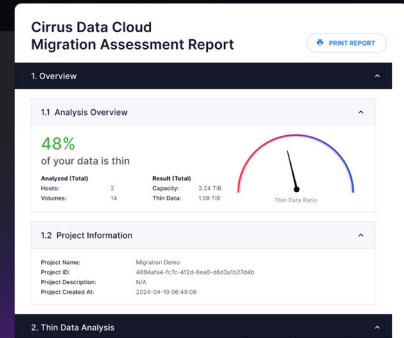 Cirrus Data Cloud
Migration Assessment Report
PRINT REPORT
1. Overview
1.1 Analysis Overview
48%
of your data is thin
Analyzed (Total)
Hosts: 2
Volumes: 14
Result (Total)
Capacity: 3.24 TiB
Thin Data: 1.59 TiB
Thin Data Ratio
1.2 Project Information
Project Name: Migration Demo
Project ID: 4694afa4-fc7c-4f2d-8ea9-d6d3a1b27d4b
Project Description: N/A
Project Created At: 2024-04-19 06:49:06
2. Thin Data Analysis